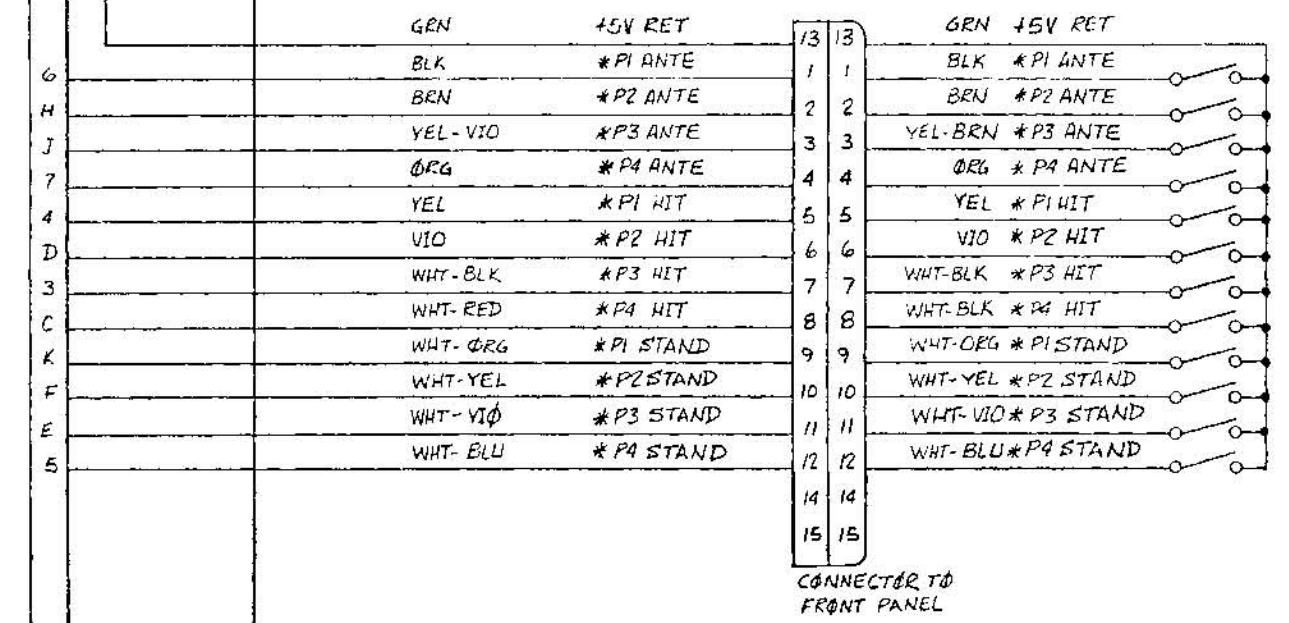 GRN +5V RET 13 13 GRN +5V RET
6 BLK *P1 ANTE 1 1 BLK *P1 ANTE
H BRN *P2 ANTE 2 2 BRN *P2 ANTE
J YEL-VIO *P3 ANTE 3 3 YEL-BRN *P3 ANTE
7 ØRG *P4 ANTE 4 4 ØRG *P4 ANTE
4 YEL *P1 HIT 5 5 YEL *P1 HIT
D VIO *P2 HIT 6 6 VIO *P2 HIT
3 WHT-BLK *P3 HIT 7 7 WHT-BLK *P3 HIT
C WHT-RED *P4 HIT 8 8 WHT-BLK *P4 HIT
K WHT-ØRG *P1 STAND 9 9 WHT-ORG *P1 STAND
F WHT-YEL *P2 STAND 10 10 WHT-YEL *P2 STAND
E WHT-VIØ *P3 STAND 11 11 WHT-VIO *P3 STAND
5 WHT-BLU *P4 STAND 12 12 WHT-BLU *P4 STAND
14 14
15 15
CØNNECTØR TØ
FRØNT PANEL